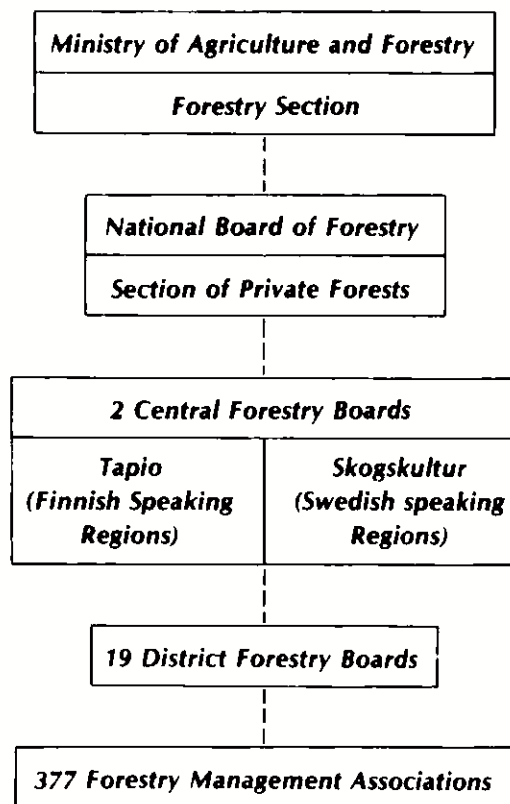 Ministry of Agriculture and Forestry
Forestry Section
National Board of Forestry
Section of Private Forests
2 Central Forestry Boards
Tapio
(Finnish Speaking
Regions)
Skogskultur
(Swedish speaking
Regions)
19 District Forestry Boards
377 Forestry Management Associations